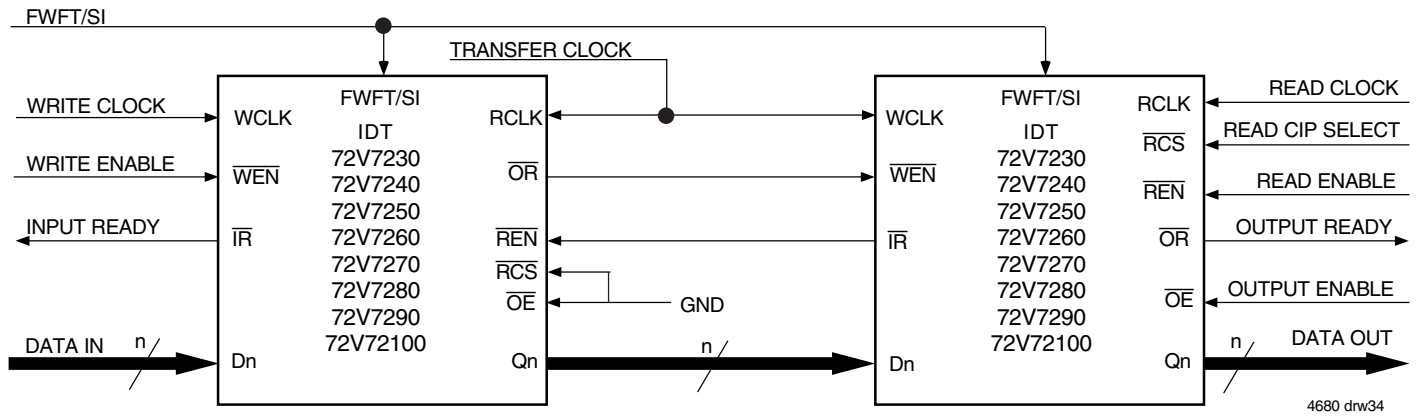 FWFT/SI
TRANSFER CLOCK
WRITE CLOCK
WRITE ENABLE
INPUT READY
DATA IN
n
FWFT/SI
IDT
72V7230
72V7240
72V7250
72V7260
72V7270
72V7280
72V7290
72V72100
WCLK
WEN
IR
Dn
RCLK
OR
REN
RCS
OE
Qn
GND
n
FWFT/SI
IDT
72V7230
72V7240
72V7250
72V7260
72V7270
72V7280
72V7290
72V72100
WCLK
WEN
IR
Dn
RCLK
RCS
REN
OR
OE
Qn
READ CLOCK
READ CIP SELECT
READ ENABLE
OUTPUT READY
OUTPUT ENABLE
n
DATA OUT
4680 drw34